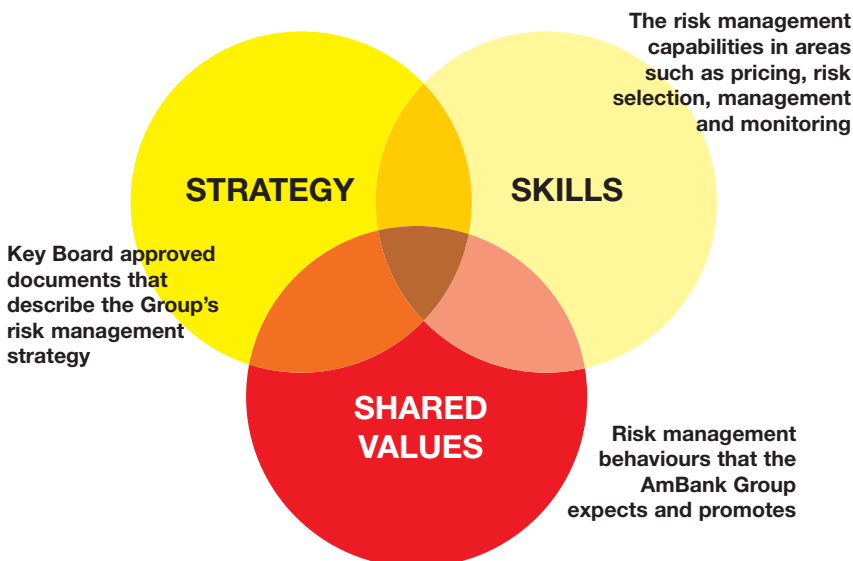 The risk management
capabilities in areas
such as pricing, risk
selection, management
and monitoring
STRATEGY
SKILLS
Key Board approved
documents that
describe the Group's
risk management
strategy
SHARED
VALUES
Risk management
behaviours that the
AmBank Group
expects and promotes